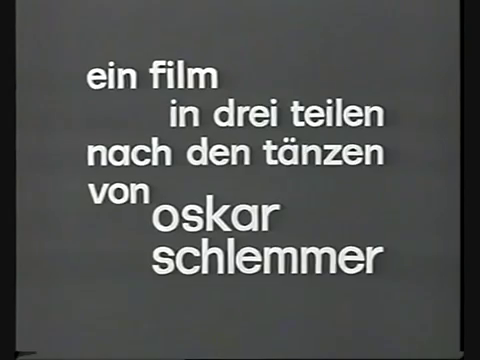 ein film
in drei teilen
nach den tänzen
von
oskar
schlemmer